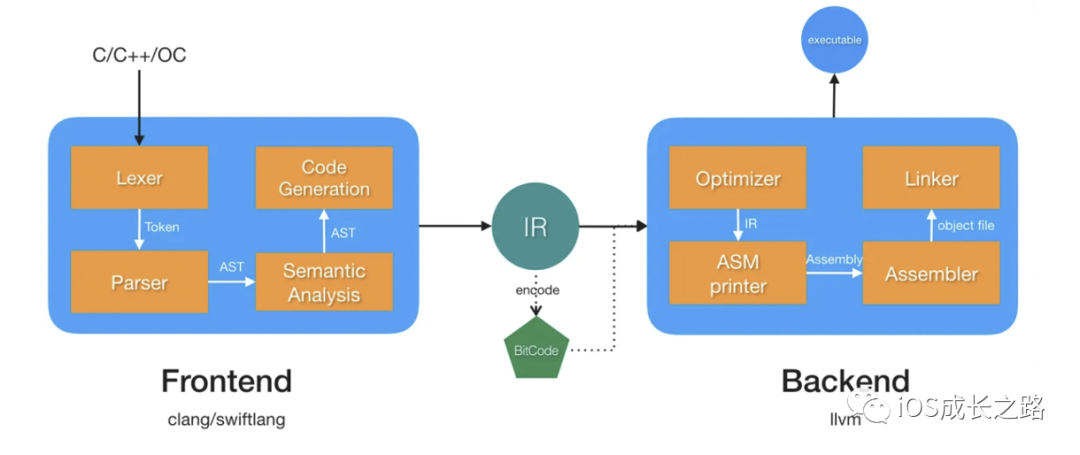 C/C++/OC
executable
Lexer
Code
Generation
Token
AST
Parser
AST
Semantic
Analysis
IR
encode
BitCode
Optimizer
Linker
IR
object file
ASM
printer
Assembly
Assembler
Frontend
clang/swiftlang
Backend
llvm
iOS成长之路